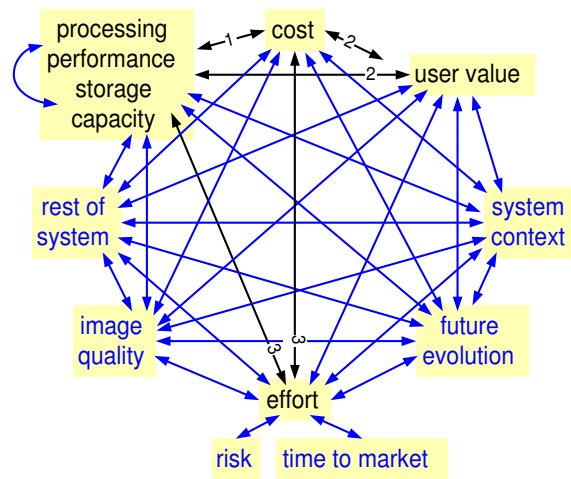 processing
performance
storage
capacity
1
cost
2
user value
2
rest of
system
system
context
image
quality
future
evolution
3
3
effort
risk
time to market